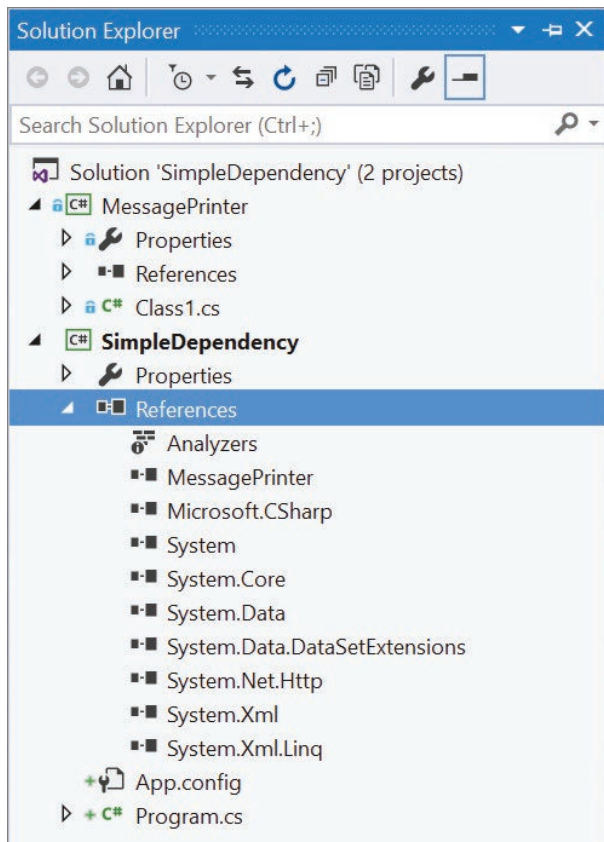 Solution Explorer
Search Solution Explorer (Ctrl+;)
Solution 'SimpleDependency' (2 projects)
C# MessagePrinter
Properties
References
C# Class1.cs
C# SimpleDependency
Properties
References
Analyzers
MessagePrinter
Microsoft.CSharp
System
System.Core
System.Data
System.Data.DataSetExtensions
System.Net.Http
System.Xml
System.Xml.Linq
App.config
C# Program.cs